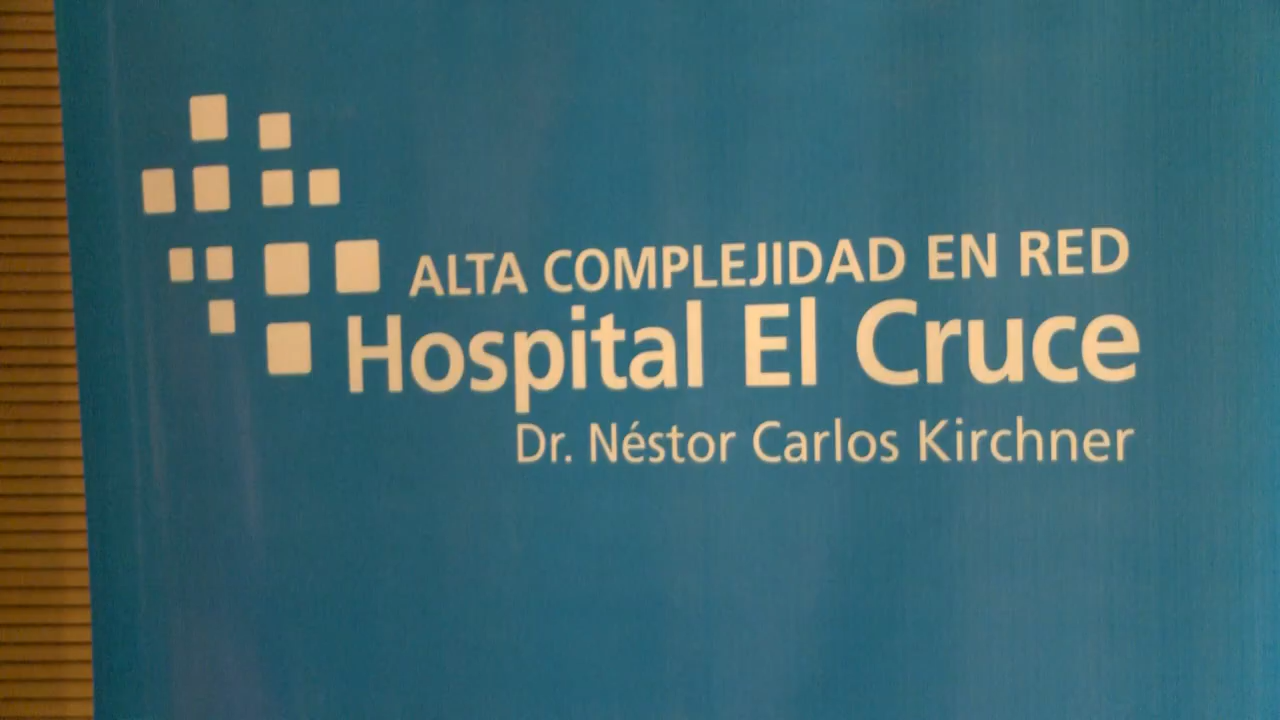 ALTA COMPLEJIDAD EN RED
Hospital El Cruce
Dr. Néstor Carlos Kirchner